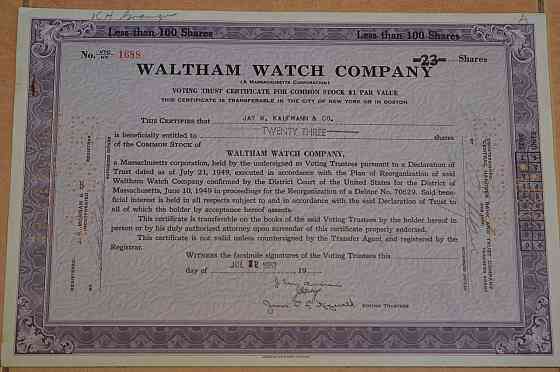 Less than 100 Shares
Less than 100 Shares
No. 1688
-23- Shares
WALTHAM WATCH COMPANY
(A MASSACHUSETTS CORPORATION)
VOTING TRUST CERTIFICATE FOR COMMON STOCK $1 PAR VALUE
THIS CERTIFICATE IS TRANSFERABLE IN THE CITY OF NEW YORK OR IN BOSTON
THIS CERTIFIES that JAY W. KAUFMANN & CO.
is beneficially entitled to TWENTY THREE shares
of the COMMON STOCK of
WALTHAM WATCH COMPANY,
a Massachusetts corporation, held by the undersigned as Voting Trustees pursuant to a Declaration of
Trust dated as of July 21, 1949, executed in accordance with the Plan of Reorganization of said
Waltham Watch Company confirmed by the District Court of the United States for the District of
Massachusetts, June 10, 1949 in proceedings for the Reorganization of a Debtor No. 70629. Said bene-
ficial interest is held in all respects subject to and in accordance with the said Declaration of Trust to
all of which the holder by acceptance hereof assents.
This certificate is transferable on the books of the said Voting Trustees by the holder hereof in
person or by his duly authorized attorney upon surrender of this certificate properly endorsed.
This certificate is not valid unless countersigned by the Transfer Agent and registered by the
Registrar.
WITNESS the facsimile signatures of the Voting Trustees this
day of JUL 19
VOTING TRUSTEES